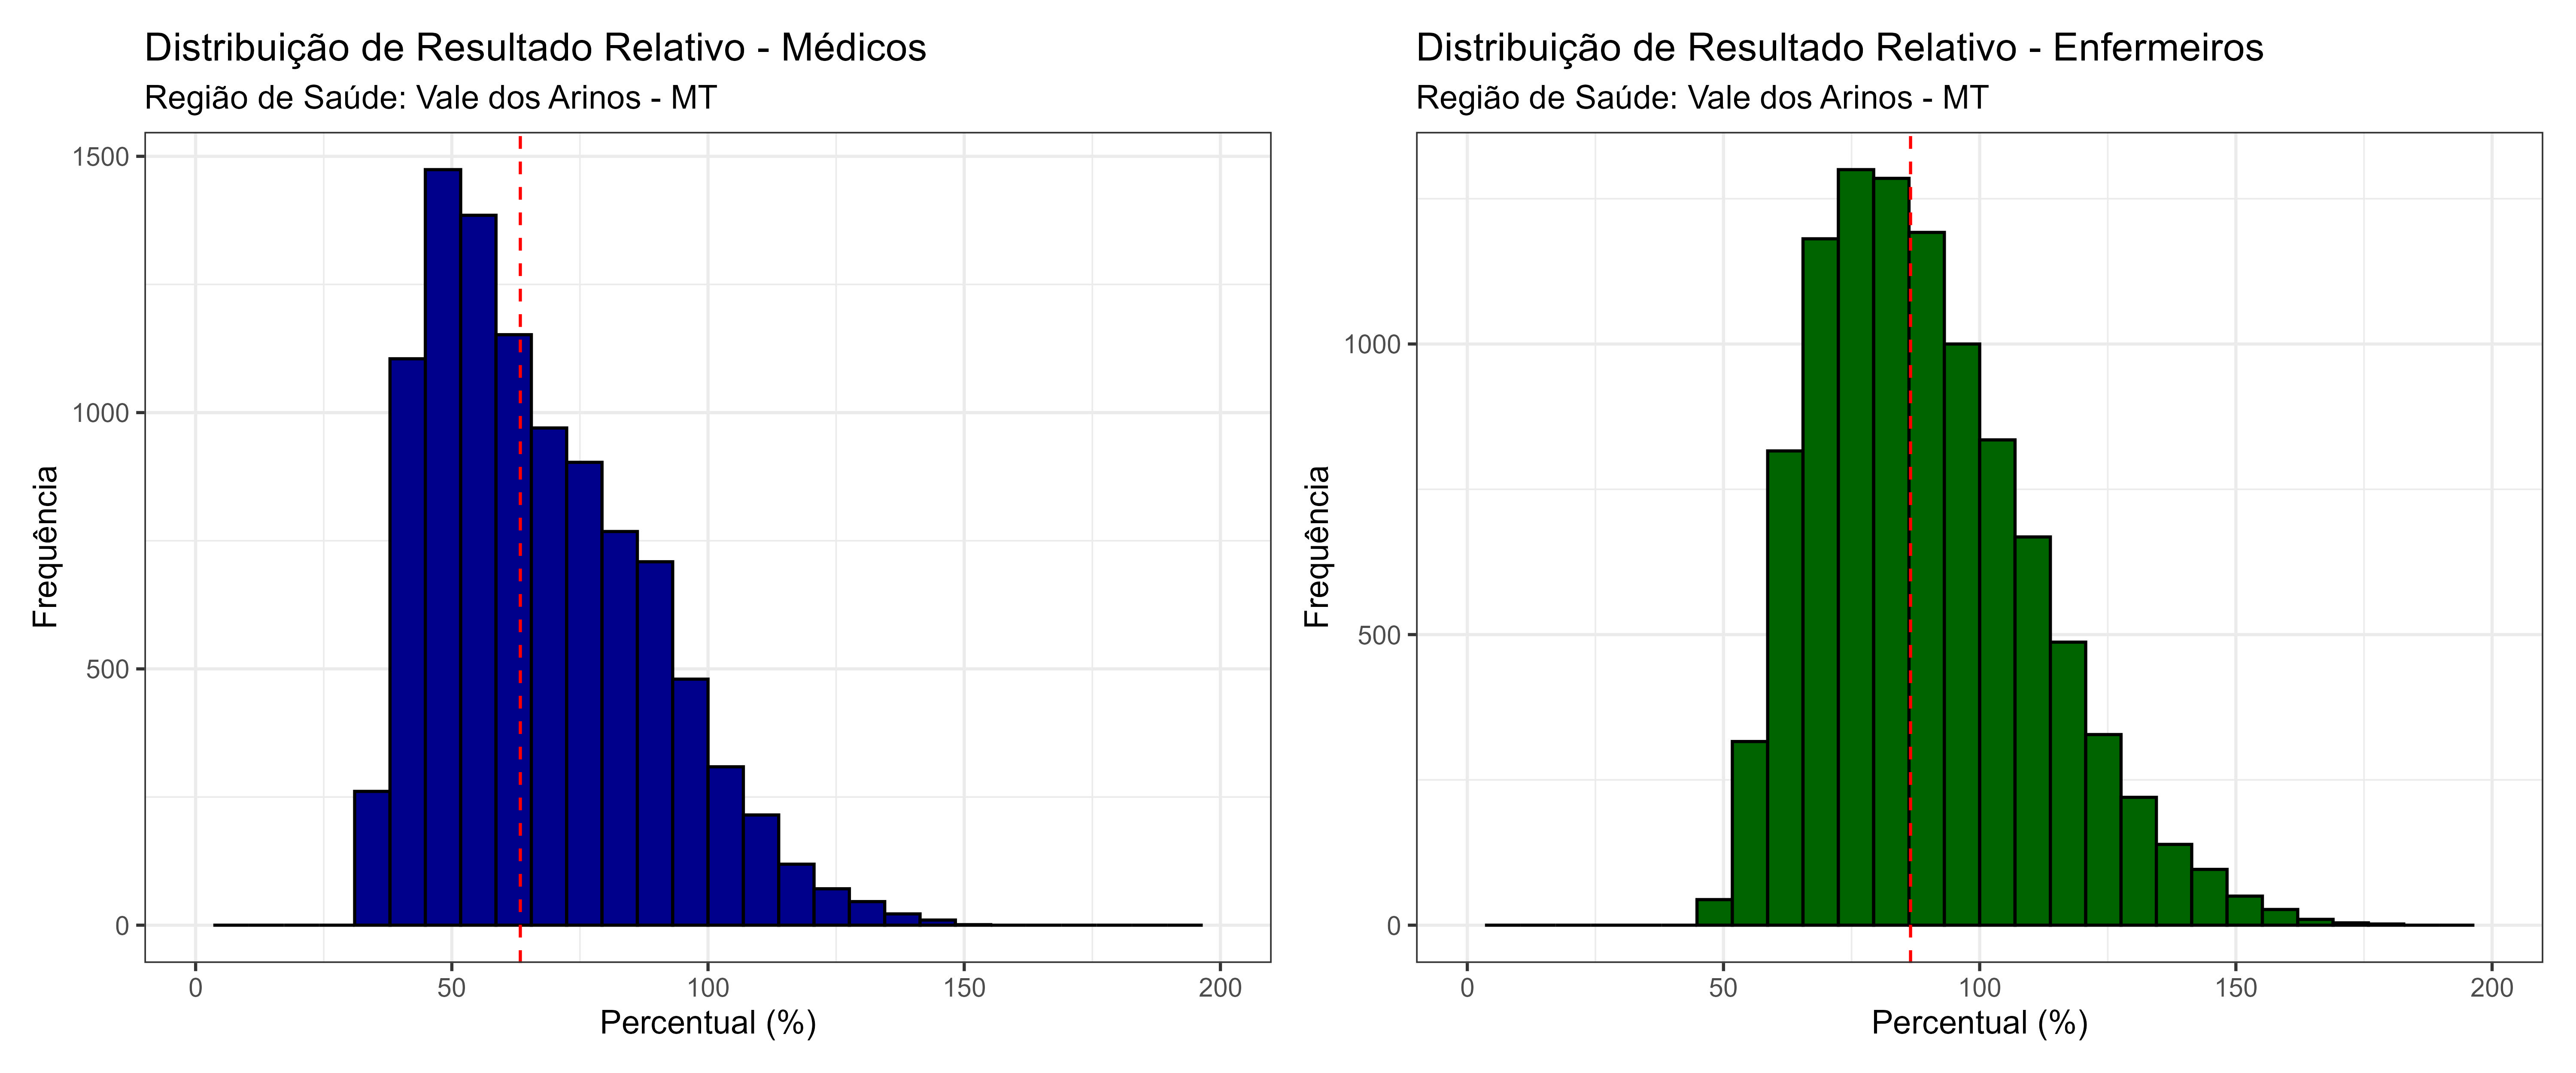 Distribuição de Resultado Relativo - Médicos
Região de Saúde: Vale dos Arinos - MT
1500
1000
500
0
Frequência
0 50 100 150 200
Percentual (%)
Distribuição de Resultado Relativo - Enfermeiros
Região de Saúde: Vale dos Arinos - MT
1000
500
0
Frequência
0 50 100 150 200
Percentual (%)